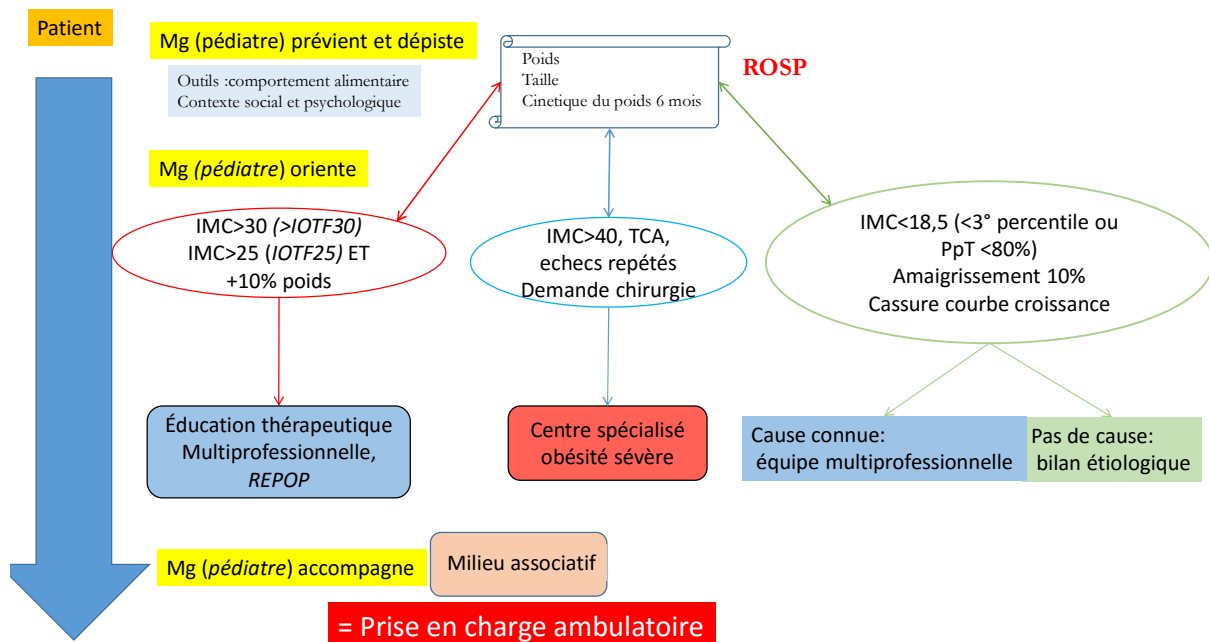 Patient
Mg (pédiatre) prévient et dépiste
Outils :comportement alimentaire
Contexte social et psychologique
Poids
Taille
Cinetique du poids 6 mois
ROSP
Mg (pédiatre) oriente
IMC>30 (>IOTF30)
IMC>25 (IOTF25) ET
+10% poids
IMC>40, TCA,
echecs repétés
Demande chirurgie
IMC<18,5 (<3° percentile ou
PpT <80%)
Amaigrissement 10%
Cassure courbe croissance
Éducation thérapeutique
Multiprofessionnelle,
REPOP
Centre spécialisé
obésité sévère
Cause connue:
équipe multiprofessionnelle
Pas de cause:
bilan étiologique
Mg (pédiatre) accompagne
Milieu associatif
= Prise en charge ambulatoire